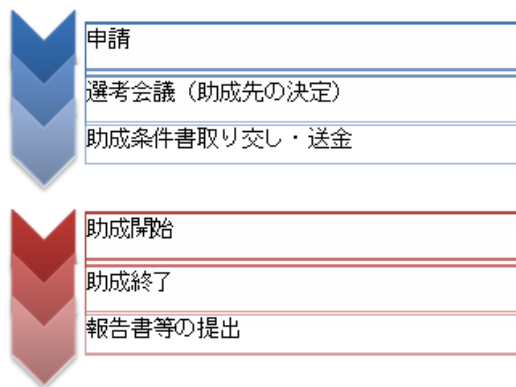 申請
選考会議（助成先の決定）
助成条件書取り交し・送金
助成開始
助成終了
報告書等の提出